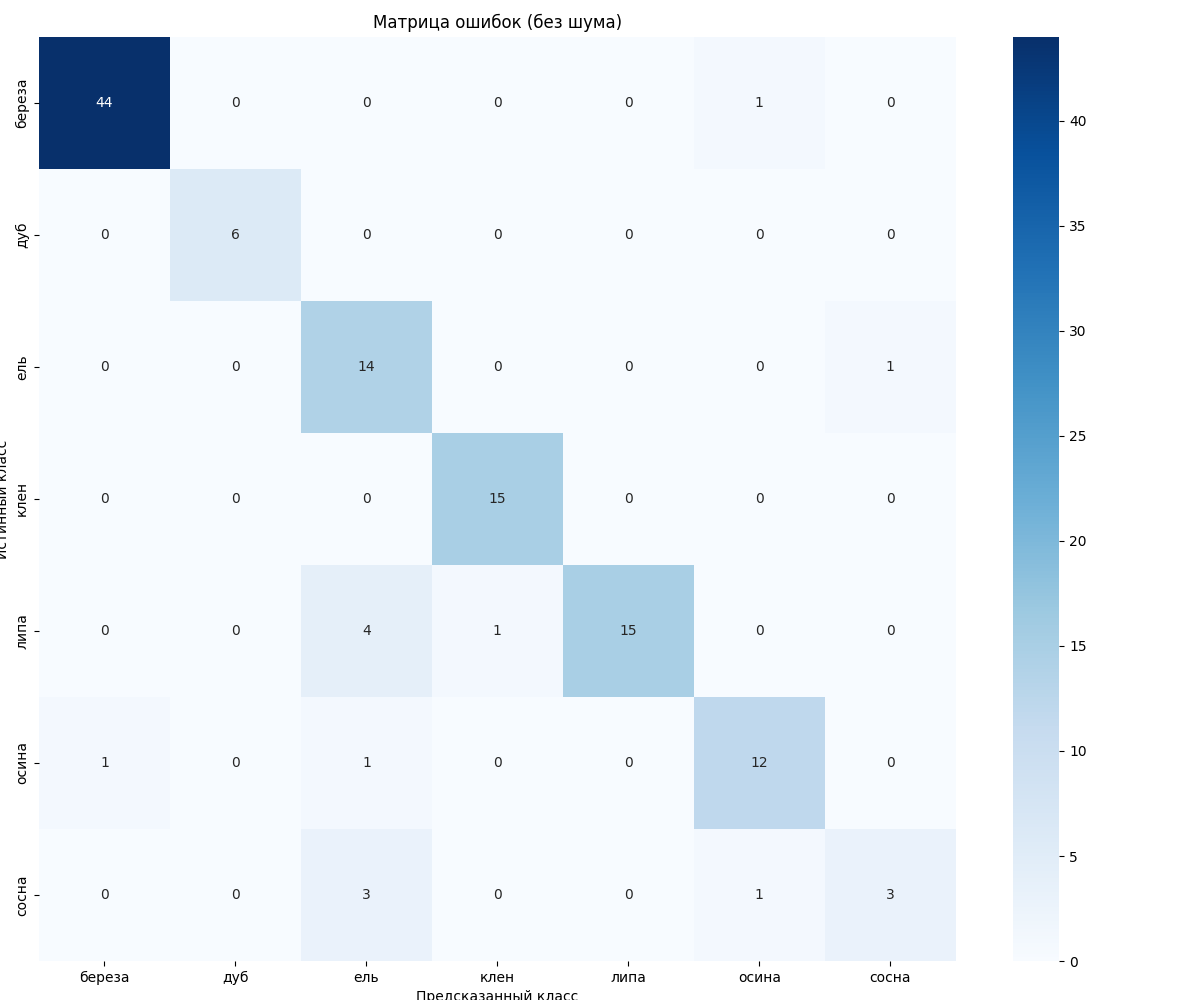 Матрица ошибок (без шума)
береза 44 0 0 0 0 1 0
дуб 0 6 0 0 0 0 0
ель 0 0 14 0 0 0 1
клен 0 0 0 15 0 0 0
липа 0 0 4 1 15 0 0
осина 1 0 1 0 0 12 0
сосна 0 0 3 0 0 1 3
Истинный класс
береза дуб ель клен липа осина сосна
Предсказанный класс
40
35
30
25
20
15
10
5
0